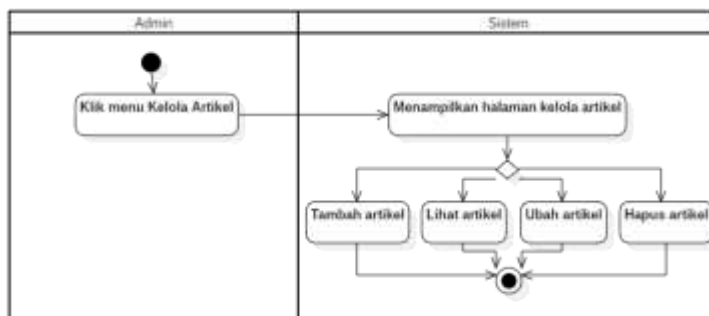 Admin
Sistem
Klik menu Kelola Artikel
Menampilkan halaman kelola artikel
Tambah artikel
Lihat artikel
Ubah artikel
Hapus artikel